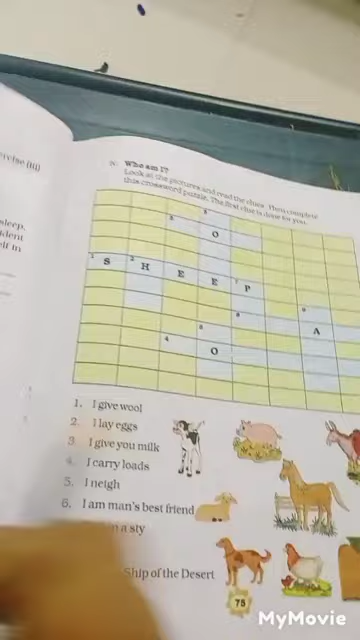 Who am I?
Look at the pictures and read the clues. Then complete
this crossword puzzle. The first clue is done for you.
O
S H E E P
A
O
1. I give wool
2. I lay eggs
3. I give you milk
4. I carry loads
5. I neigh
6. I am man's best friend
a sty
Ship of the Desert
75
MyMovie